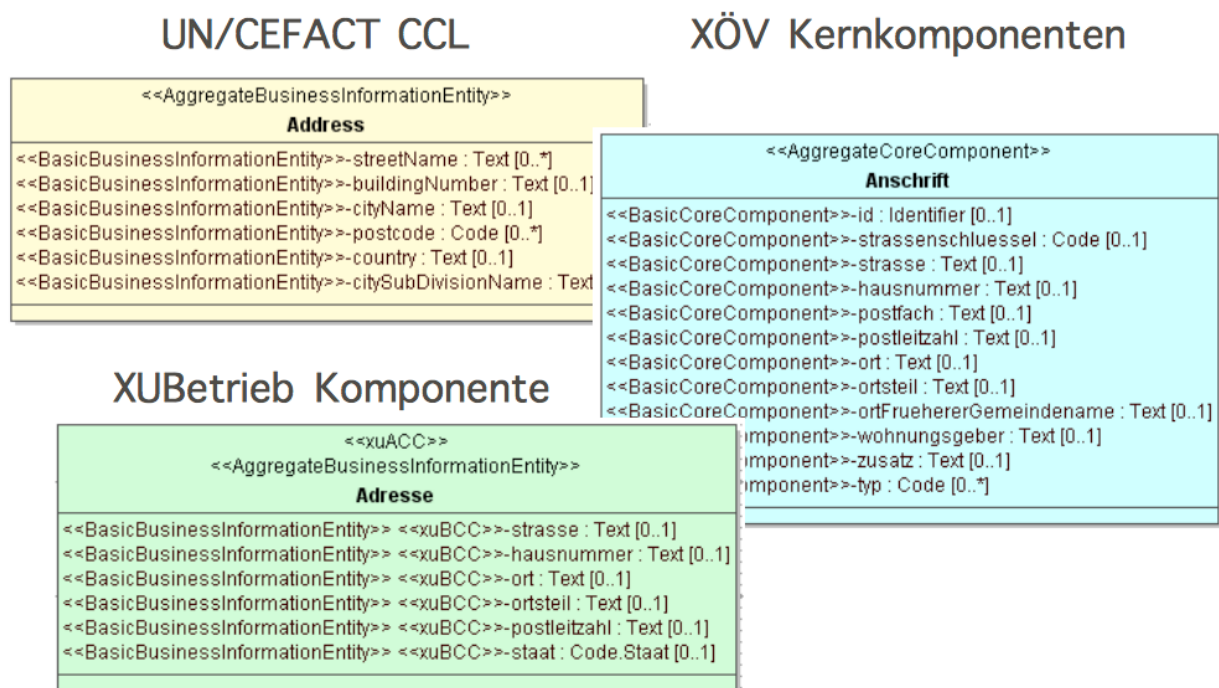 UN/CEFACT CCL
<<AggregateBusinessInformationEntity>>
Address
<<BasicBusinessInformationEntity>>-streetName : Text [0..*]
<<BasicBusinessInformationEntity>>-buildingNumber : Text [0..1]
<<BasicBusinessInformationEntity>>-cityName : Text [0..1]
<<BasicBusinessInformationEntity>>-postcode : Code [0..*]
<<BasicBusinessInformationEntity>>-country : Text [0..1]
<<BasicBusinessInformationEntity>>-citySubDivisionName : Text
XÖV Kernkomponenten
<<AggregateCoreComponent>>
Anschrift
<<BasicCoreComponent>>-id : Identifier [0..1]
<<BasicCoreComponent>>-strassenschluessel : Code [0..1]
<<BasicCoreComponent>>-strasse : Text [0..1]
<<BasicCoreComponent>>-hausnummer : Text [0..1]
<<BasicCoreComponent>>-postfach : Text [0..1]
<<BasicCoreComponent>>-postleitzahl : Text [0..1]
<<BasicCoreComponent>>-ort : Text [0..1]
<<BasicCoreComponent>>-ortsteil : Text [0..1]
<<BasicCoreComponent>>-ortFruehererGemeindename : Text [0..1]
mponent>>-wohnungsgeber : Text [0..1]
mponent>>-zusatz : Text [0..1]
mponent>>-typ : Code [0..*]
XUBetrieb Komponente
<<xuACC>>
<<AggregateBusinessInformationEntity>>
Adresse
<<BasicBusinessInformationEntity>> <<xuBCC>>-strasse : Text [0..1]
<<BasicBusinessInformationEntity>> <<xuBCC>>-hausnummer : Text [0..1]
<<BasicBusinessInformationEntity>> <<xuBCC>>-ort : Text [0..1]
<<BasicBusinessInformationEntity>> <<xuBCC>>-ortsteil : Text [0..1]
<<BasicBusinessInformationEntity>> <<xuBCC>>-postleitzahl : Text [0..1]
<<BasicBusinessInformationEntity>> <<xuBCC>>-staat : Code.Staat [0..1]